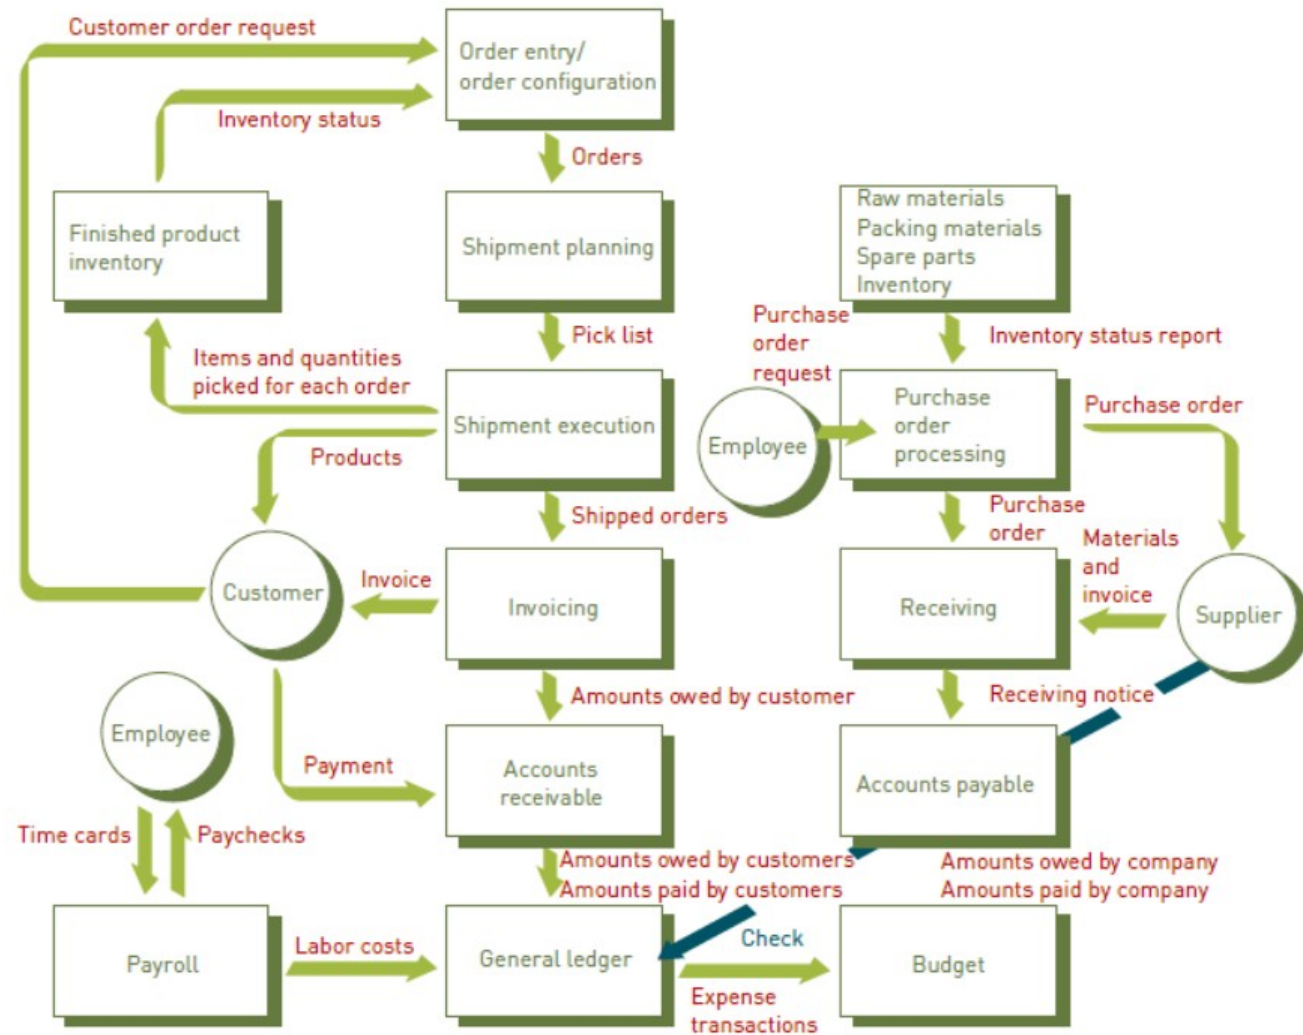 Customer order request
Order entry/
order configuration
Inventory status
Orders
Finished product
inventory
Shipment planning
Raw materials
Packing materials
Spare parts
Inventory
Pick list
Purchase
order
request
Inventory status report
Items and quantities
picked for each order
Shipment execution
Employee
Purchase
order
processing
Purchase order
Products
Shipped orders
Purchase
order
Materials
and
invoice
Customer
Invoice
Invoicing
Receiving
Supplier
Amounts owed by customer
Receiving notice
Employee
Payment
Accounts
receivable
Accounts payable
Time cards
Paychecks
Amounts owed by customers
Amounts paid by customers
Amounts owed by company
Amounts paid by company
Payroll
Labor costs
General ledger
Check
Expense
transactions
Budget